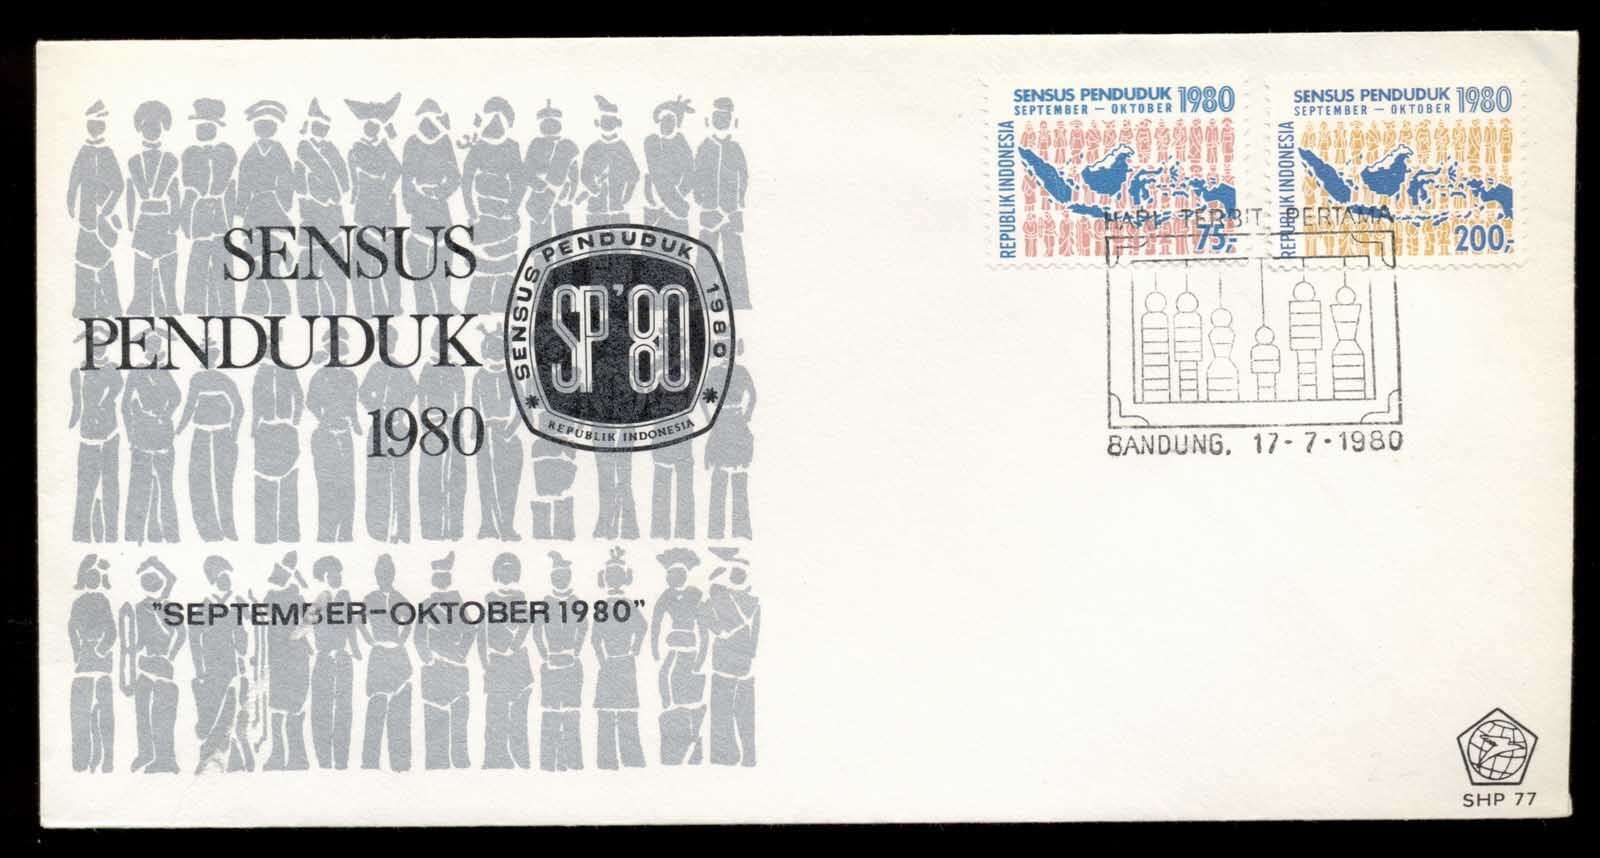 SENSUS
PENDUDUK
1980
SENSUS PENDUDUK 1980
SP'80
REPUBLIK INDONESIA
"SEPTEMBER-OKTOBER 1980"
SENSUS PENDUDUK 1980
SEPTEMBER — OKTOBER
REPUBLIK INDONESIA
75,-
SENSUS PENDUDUK 1980
SEPTEMBER — OKTOBER
REPUBLIK INDONESIA
200,-
HARI TERBIT PERTAMA
BANDUNG, 17-7-1980
SHP 77